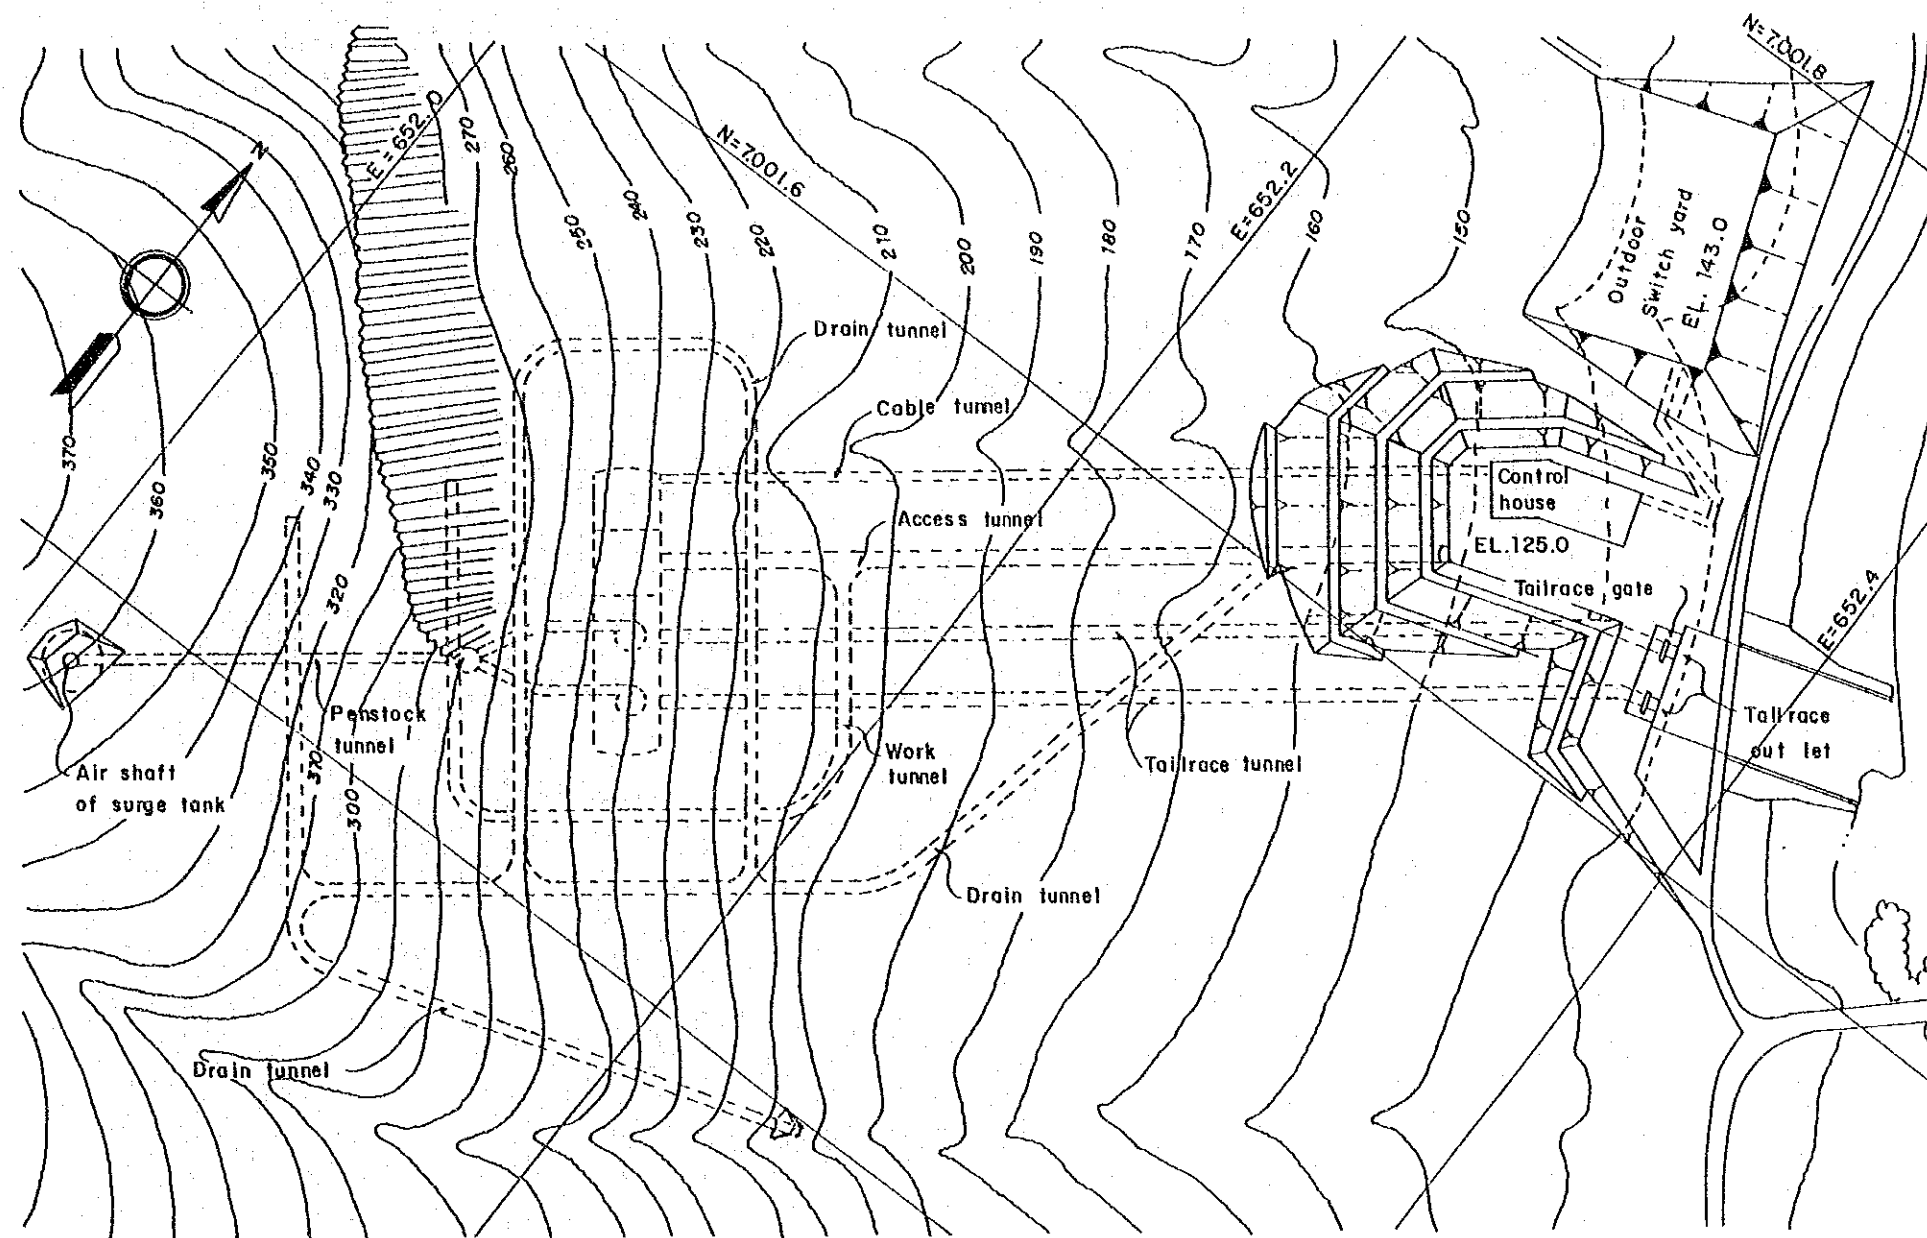 N=7.001.8
E=652.0
N
270
260
250
240
230
220
N=7.001.6
210
200
190
180
170
E=652.2
160
150
Outdoor
Switch yard
EL. 143.0
Drain tunnel
Cable tunnel
Access tunnel
Control
house
EL.125.0
Tailrace gate
E=652.4
370
360
350
340
330
320
Penstock
tunnel
370
300
Air shaft
of surge tank
Work
tunnel
Tailrace tunnel
Tailrace
out let
Drain tunnel
Drain tunnel